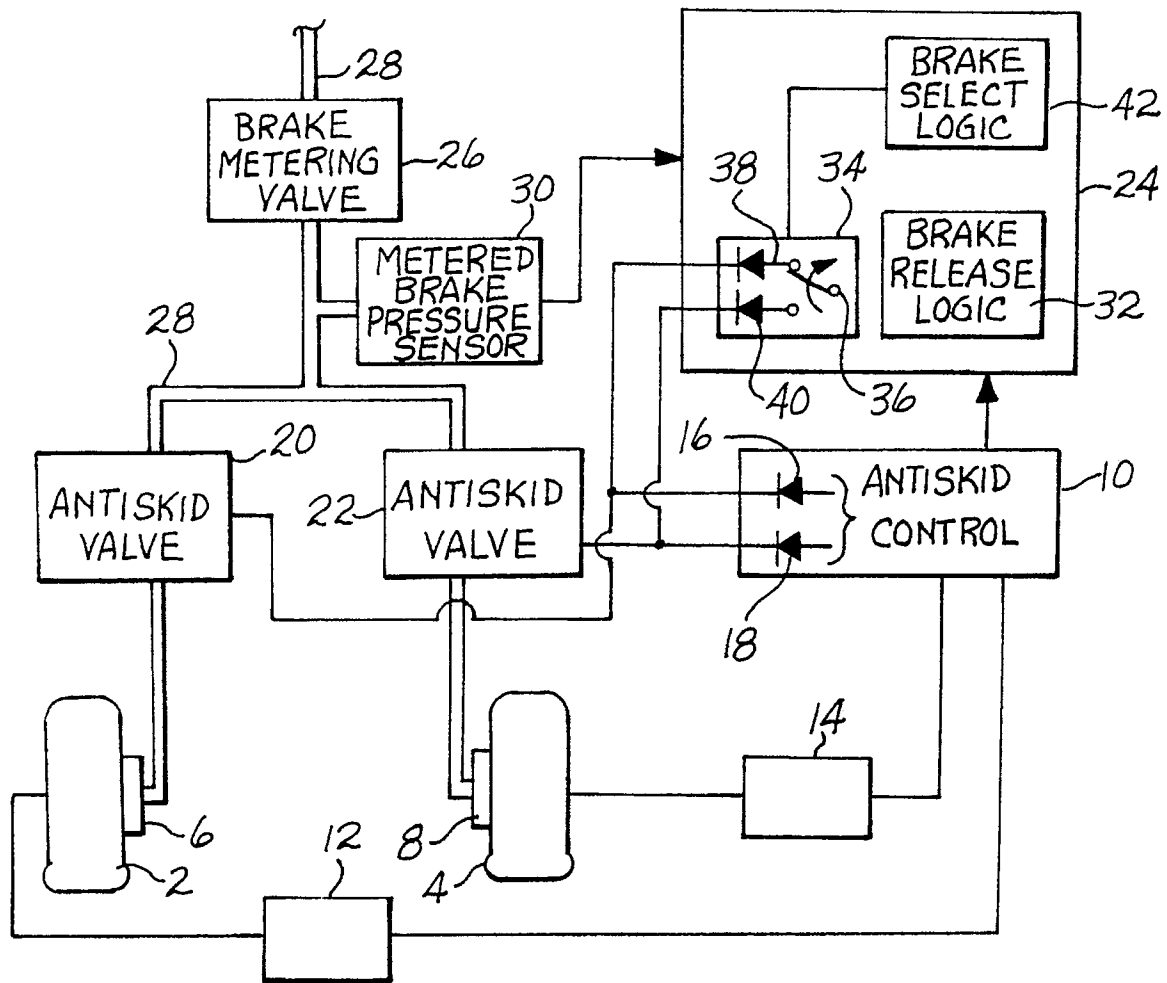 28
BRAKE
METERING
VALVE
26
BRAKE
SELECT
LOGIC
42
24
38
34
30
METERED
BRAKE
PRESSURE
SENSOR
BRAKE
RELEASE
LOGIC
32
40
36
28
20
ANTISKID
VALVE
22
ANTISKID
VALVE
16
ANTISKID
CONTROL
10
18
14
6
2
12
8
4